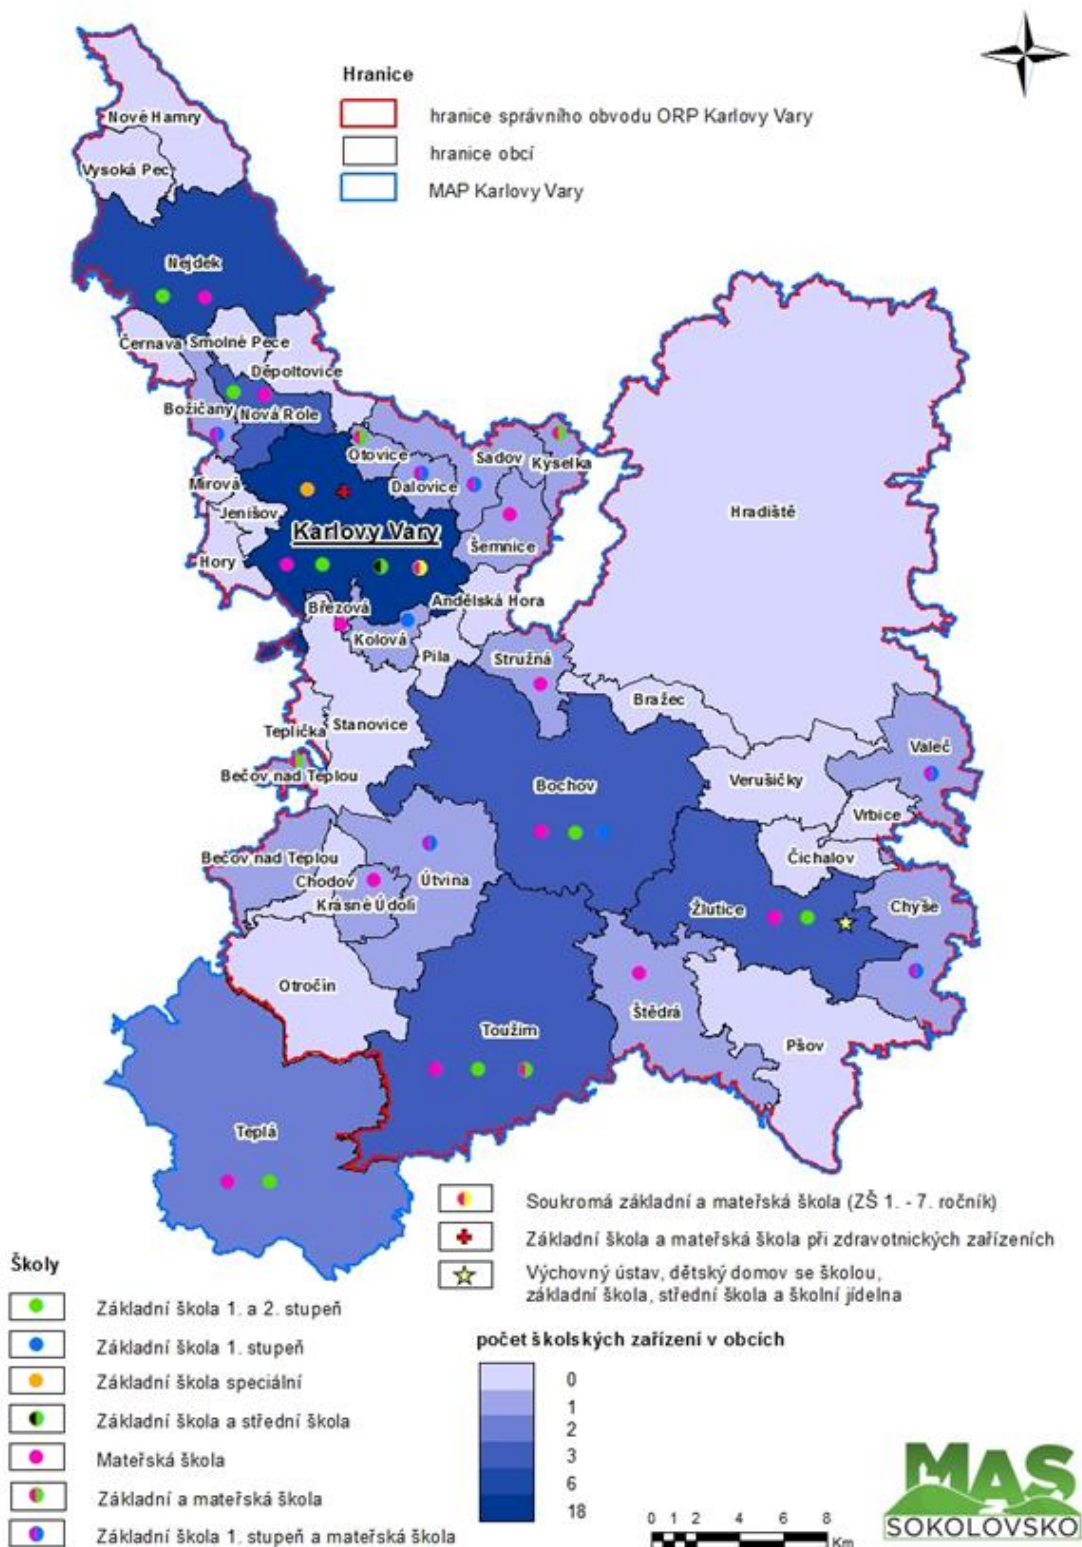 Hranice
hranice správního obvodu ORP Karlovy Vary
hranice obcí
MAP Karlovy Vary
Nové Hamry
Vysoká Pec
Nejdek
Černava
Smolné Pece
Děpoltovice
Božičany
Nová Role
Otovice
Sadov
Kyselka
Mírová
Dalovice
Jenišov
Hradiště
Karlovy Vary
Šemnice
Hory
Andělská Hora
Březová
Kolová
Pila
Stružná
Bražec
Stanovice
Teplička
Valeč
Bečov nad Teplou
Verušičky
Bochov
Vrbice
Bečov nad Teplou
Čichalov
Chodov
Útvina
Krásné Údolí
Žlutice
Chyše
Otročín
Štědrá
Toužim
Pšov
Teplá
Soukromá základní a mateřská škola (ZŠ 1. - 7. ročník)
Základní škola a mateřská škola při zdravotnických zařízeních
Výchovný ústav, dětský domov se školou,
základní škola, střední škola a školní jídelna
Školy
Základní škola 1. a 2. stupeň
Základní škola 1. stupeň
Základní škola speciální
Základní škola a střední škola
Mateřská škola
Základní a mateřská škola
Základní škola 1. stupeň a mateřská škola
počet školských zařízení v obcích
0
1
2
3
6
18
0 1 2 4 6 8
Km
MAS
SOKOLOVSKO